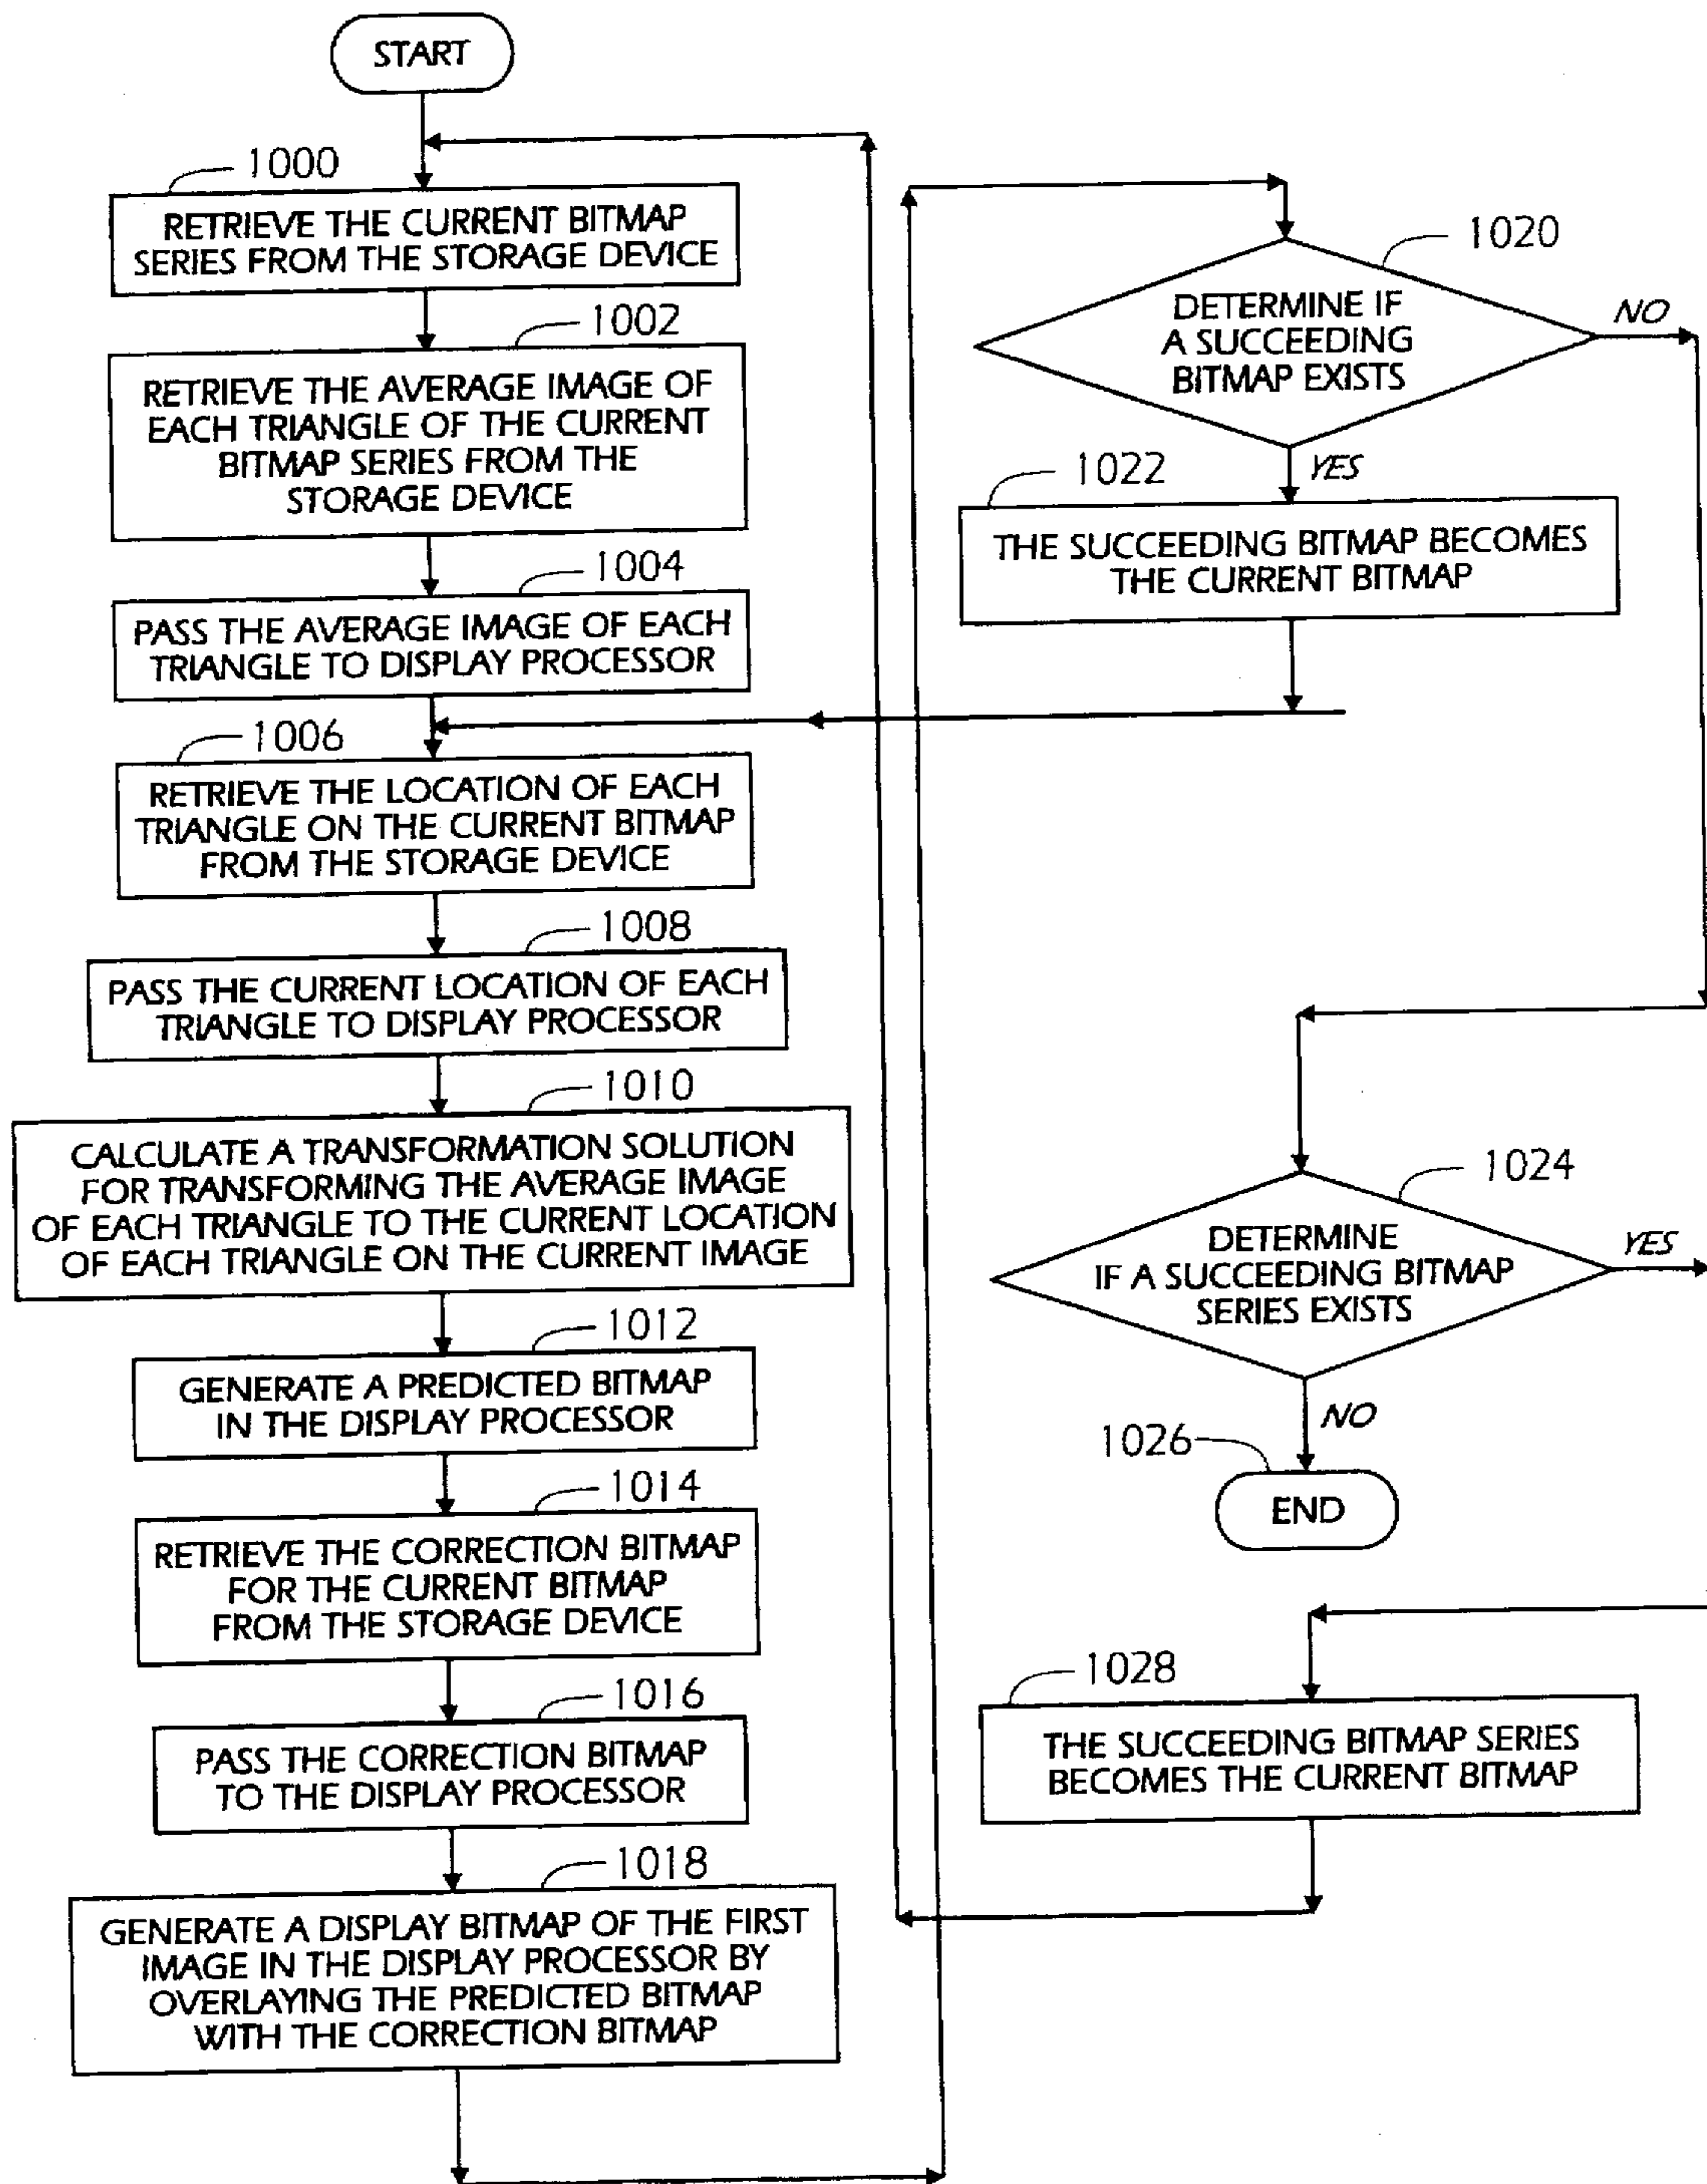 START
1000
RETRIEVE THE CURRENT BITMAP
SERIES FROM THE STORAGE DEVICE
1002
RETRIEVE THE AVERAGE IMAGE OF
EACH TRIANGLE OF THE CURRENT
BITMAP SERIES FROM THE
STORAGE DEVICE
1004
PASS THE AVERAGE IMAGE OF EACH
TRIANGLE TO DISPLAY PROCESSOR
1006
RETRIEVE THE LOCATION OF EACH
TRIANGLE ON THE CURRENT BITMAP
FROM THE STORAGE DEVICE
1008
PASS THE CURRENT LOCATION OF EACH
TRIANGLE TO DISPLAY PROCESSOR
1010
CALCULATE A TRANSFORMATION SOLUTION
FOR TRANSFORMING THE AVERAGE IMAGE
OF EACH TRIANGLE TO THE CURRENT LOCATION
OF EACH TRIANGLE ON THE CURRENT IMAGE
1012
GENERATE A PREDICTED BITMAP
IN THE DISPLAY PROCESSOR
1014
RETRIEVE THE CORRECTION BITMAP
FOR THE CURRENT BITMAP
FROM THE STORAGE DEVICE
1016
PASS THE CORRECTION BITMAP
TO THE DISPLAY PROCESSOR
1018
GENERATE A DISPLAY BITMAP OF THE FIRST
IMAGE IN THE DISPLAY PROCESSOR BY
OVERLAYING THE PREDICTED BITMAP
WITH THE CORRECTION BITMAP
1020
DETERMINE IF
A SUCCEEDING
BITMAP EXISTS
NO
YES
1022
THE SUCCEEDING BITMAP BECOMES
THE CURRENT BITMAP
1024
DETERMINE
IF A SUCCEEDING BITMAP
SERIES EXISTS
YES
NO
1026
END
1028
THE SUCCEEDING BITMAP SERIES
BECOMES THE CURRENT BITMAP